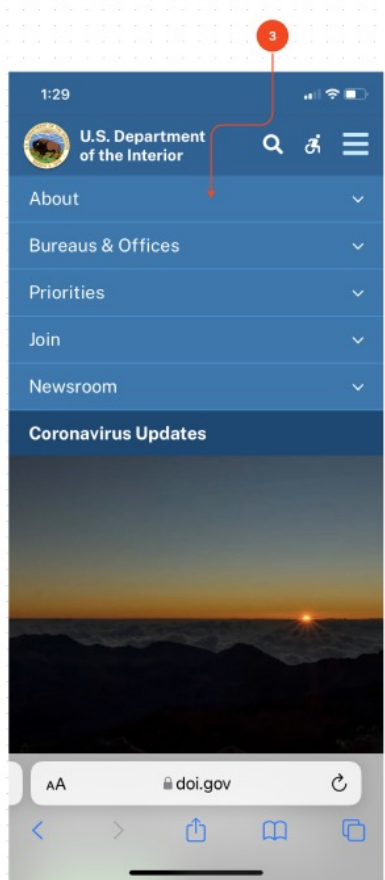 3
1:29
U.S. Department
of the Interior
About
Bureaus & Offices
Priorities
Join
Newsroom
Coronavirus Updates
AA
doi.gov